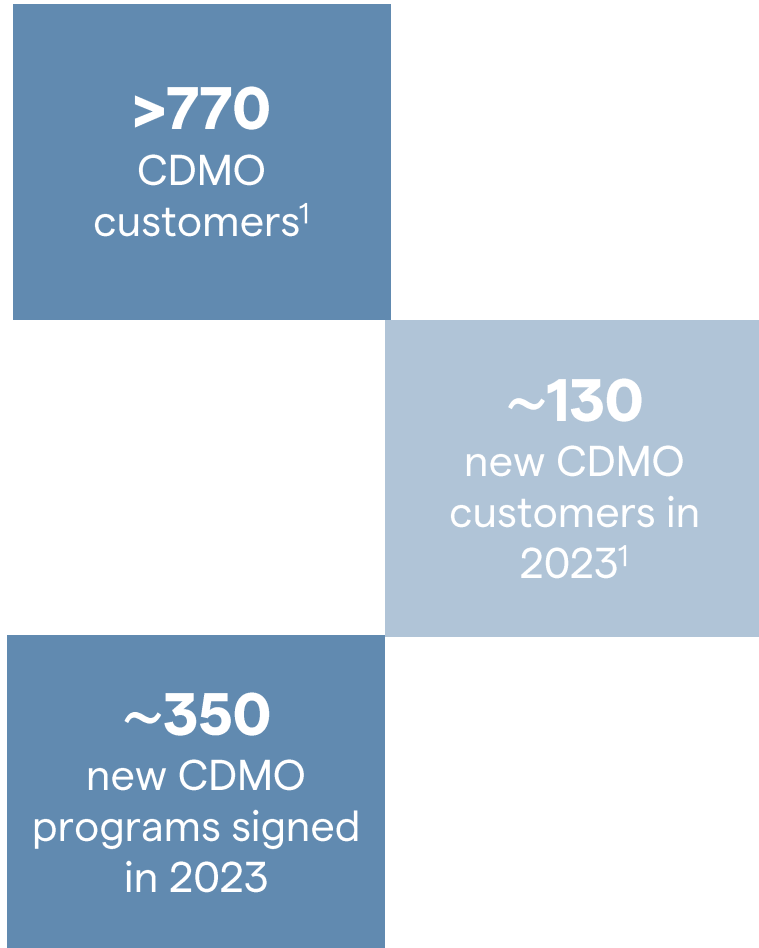 >770
CDMO
customers¹
~130
new CDMO
customers in
2023¹
~350
new CDMO
programs signed
in 2023